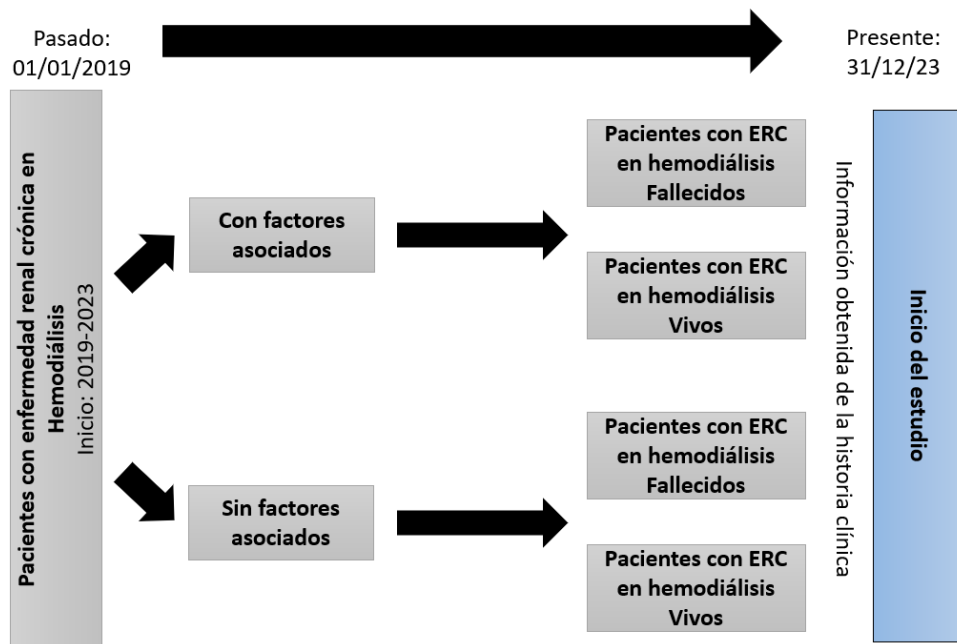 Pasado:
01/01/2019
Presente:
31/12/23
Pacientes con enfermedad renal crónica en
Hemodiálisis
Inicio: 2019-2023
Con factores
asociados
Sin factores
asociados
Pacientes con ERC
en hemodiálisis
Fallecidos
Pacientes con ERC
en hemodiálisis
Vivos
Pacientes con ERC
en hemodiálisis
Fallecidos
Pacientes con ERC
en hemodiálisis
Vivos
Información obtenida de la historia clínica
Inicio del estudio